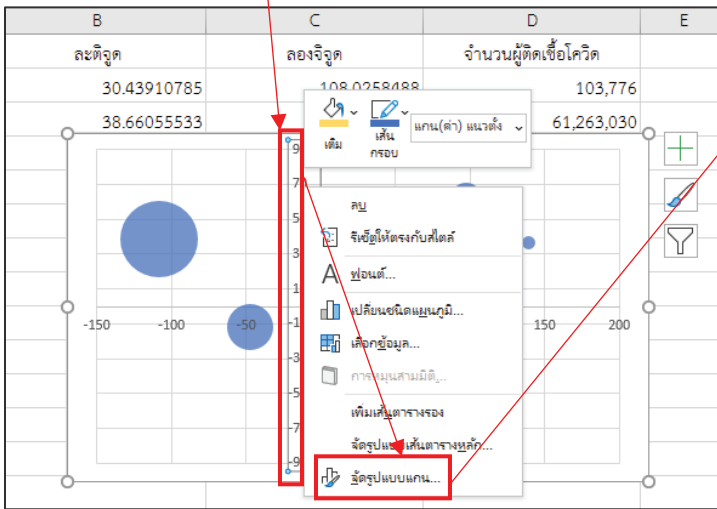 B C D E
ละติจูด ลองจิจูด จำนวนผู้ติดเชื้อโควิด
30.43910785 108.0258488 103,776
38.66055533 61,263,030
เติม เส้นกรอบ แกน(ค่า) แนวตั้ง
9
7
5
3
1
-150 -100 -50 -1 150 200
-3
-5
-7
-9
ลบ
รีเซ็ตให้ตรงกับสไตล์
ฟอนต์...
เปลี่ยนชนิดแผนภูมิ...
เลือกข้อมูล...
การหมุนสามมิติ...
เพิ่มเส้นตารางรอง
จัดรูปแบบเส้นตารางหลัก...
จัดรูปแบบแกน...